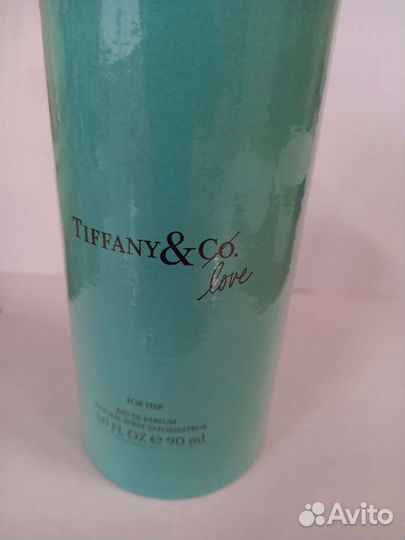 TIFFANY & Co.
love
FOR HER
EAU DE PARFUM
NATURAL SPRAY VAPORISATEUR
3.0 FL.OZ ℮ 90 ml
Avito